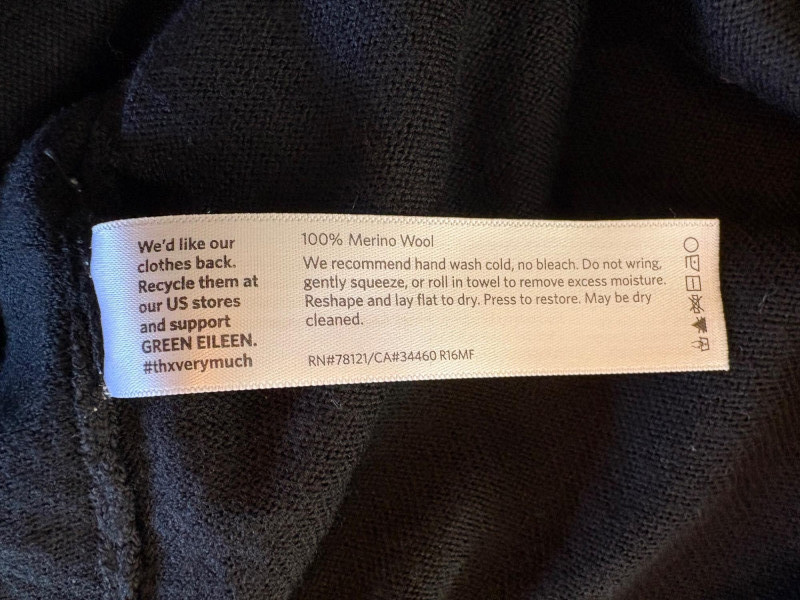 We'd like our
clothes back.
Recycle them at
our US stores
and support
GREEN EILEEN.
#thxverymuch
100% Merino Wool
We recommend hand wash cold, no bleach. Do not wring,
gently squeeze, or roll in towel to remove excess moisture.
Reshape and lay flat to dry. Press to restore. May be dry
cleaned.
RN#78121/CA#34460 R16MF